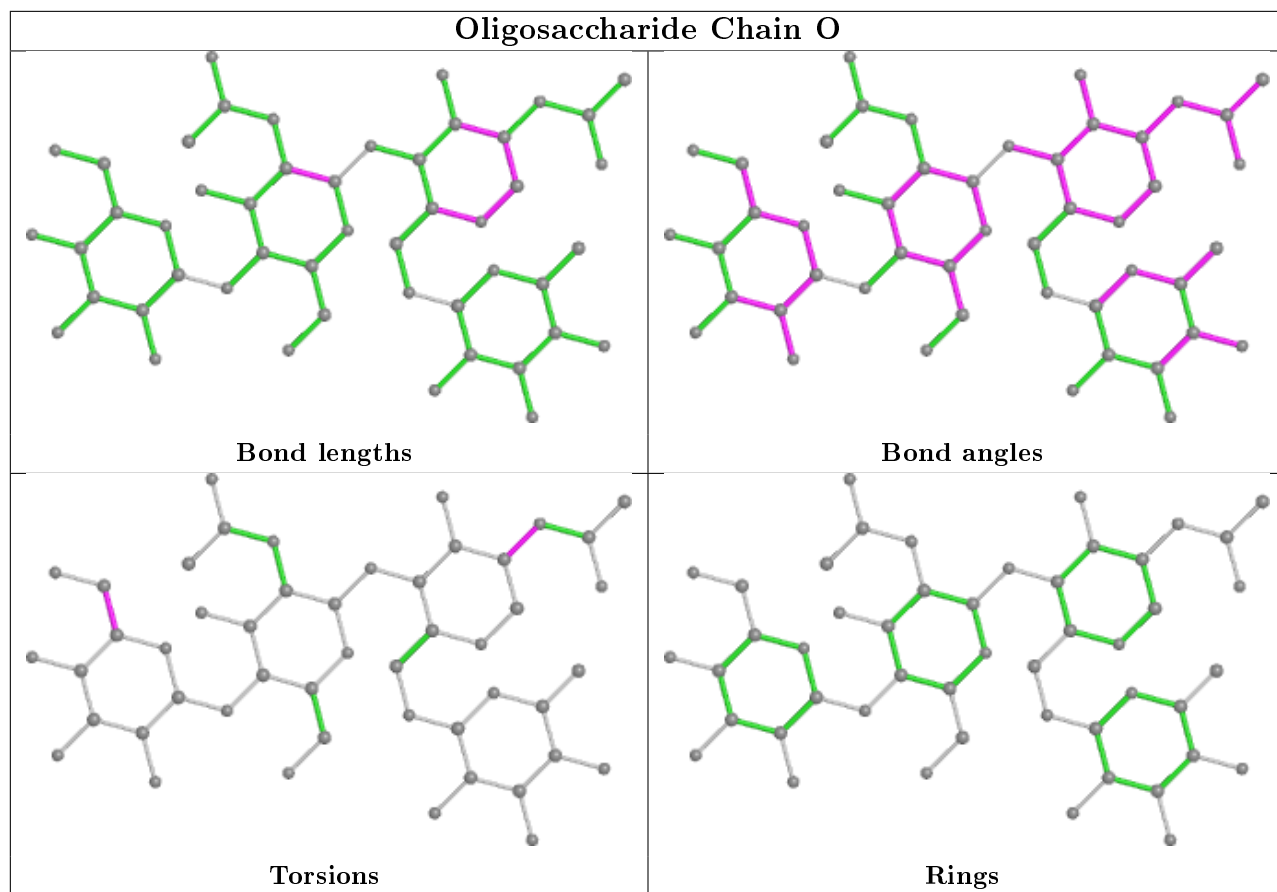 Oligosaccharide Chain O
Bond lengths
Bond angles
Torsions
Rings